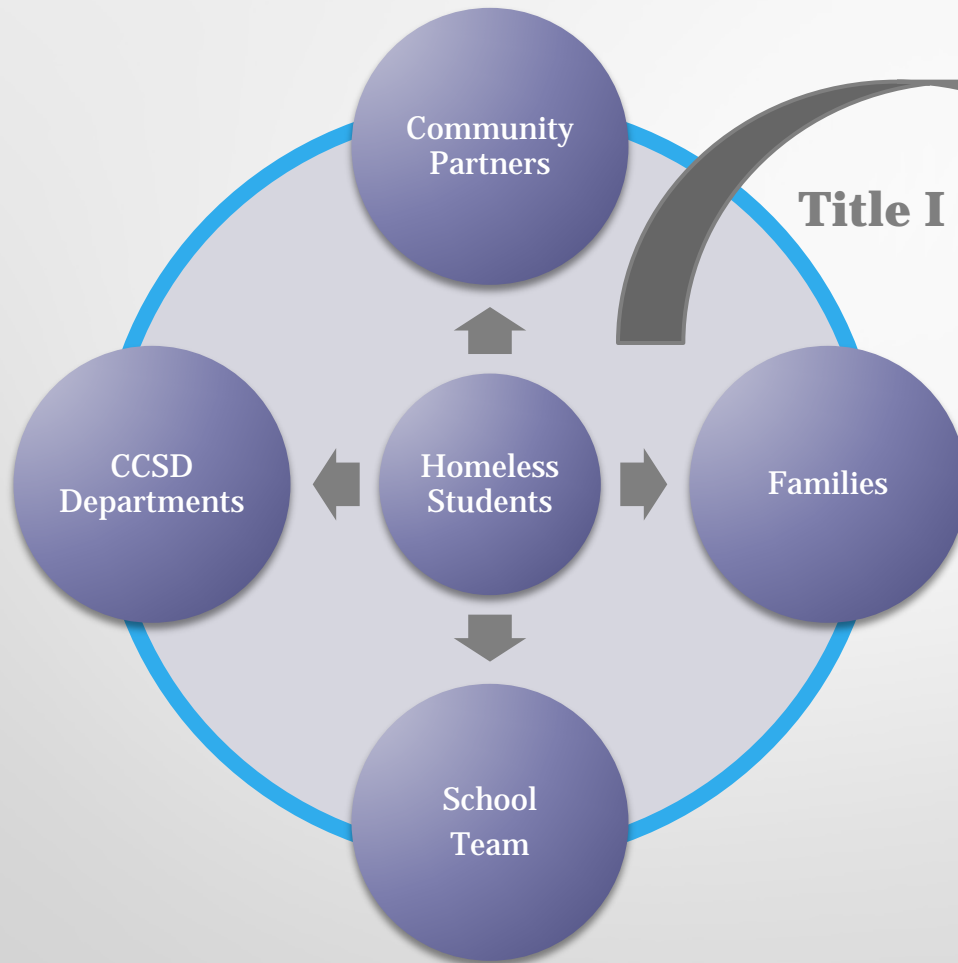 Community
Partners
Title I
CCSD
Departments
Homeless
Students
Families
School
Team